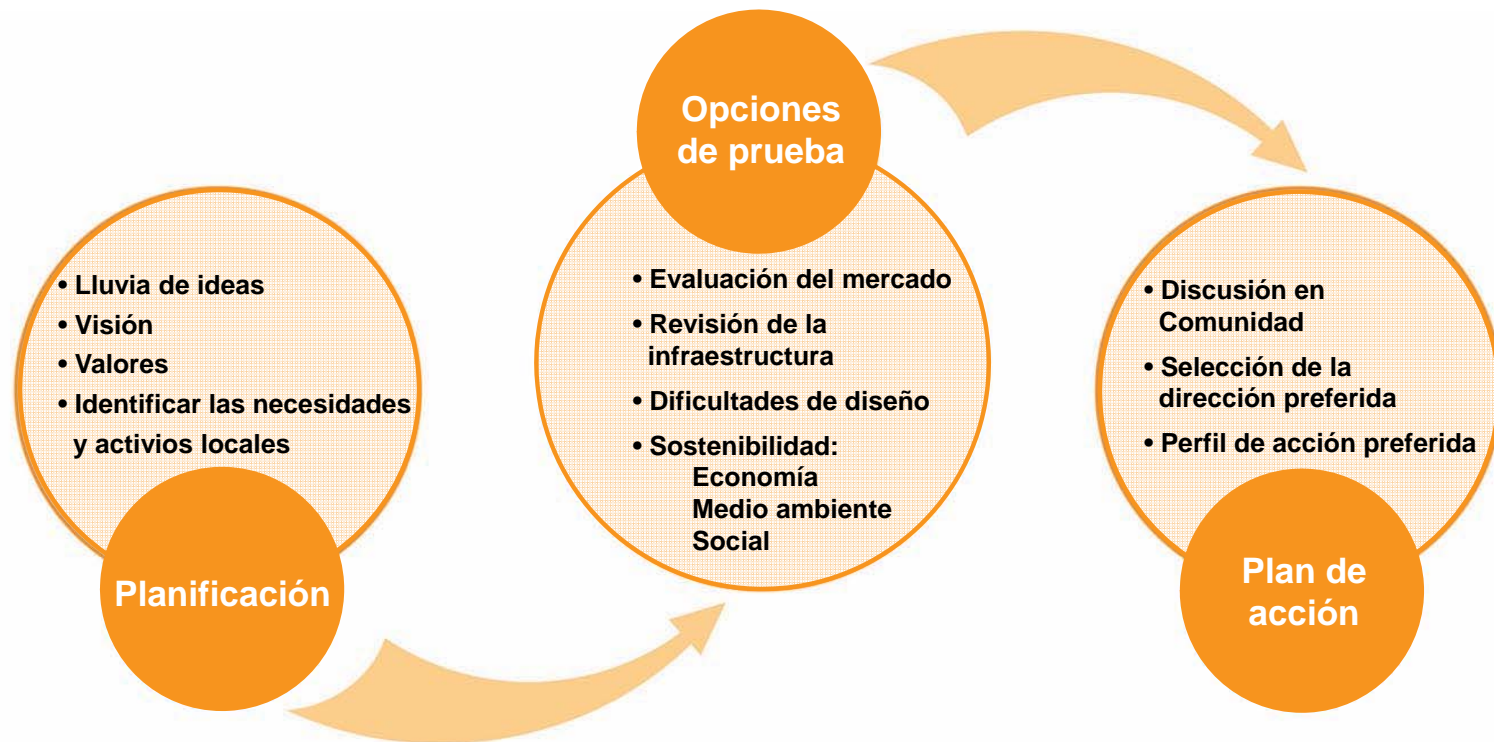 • Lluvia de ideas
• Visión
• Valores
• Identificar las necesidades
y activios locales
Planificación
Opciones
de prueba
• Evaluación del mercado
• Revisión de la
infraestructura
• Dificultades de diseño
• Sostenibilidad:
Economía
Medio ambiente
Social
• Discusión en
Comunidad
• Selección de la
dirección preferida
• Perfil de acción preferida
Plan de
acción